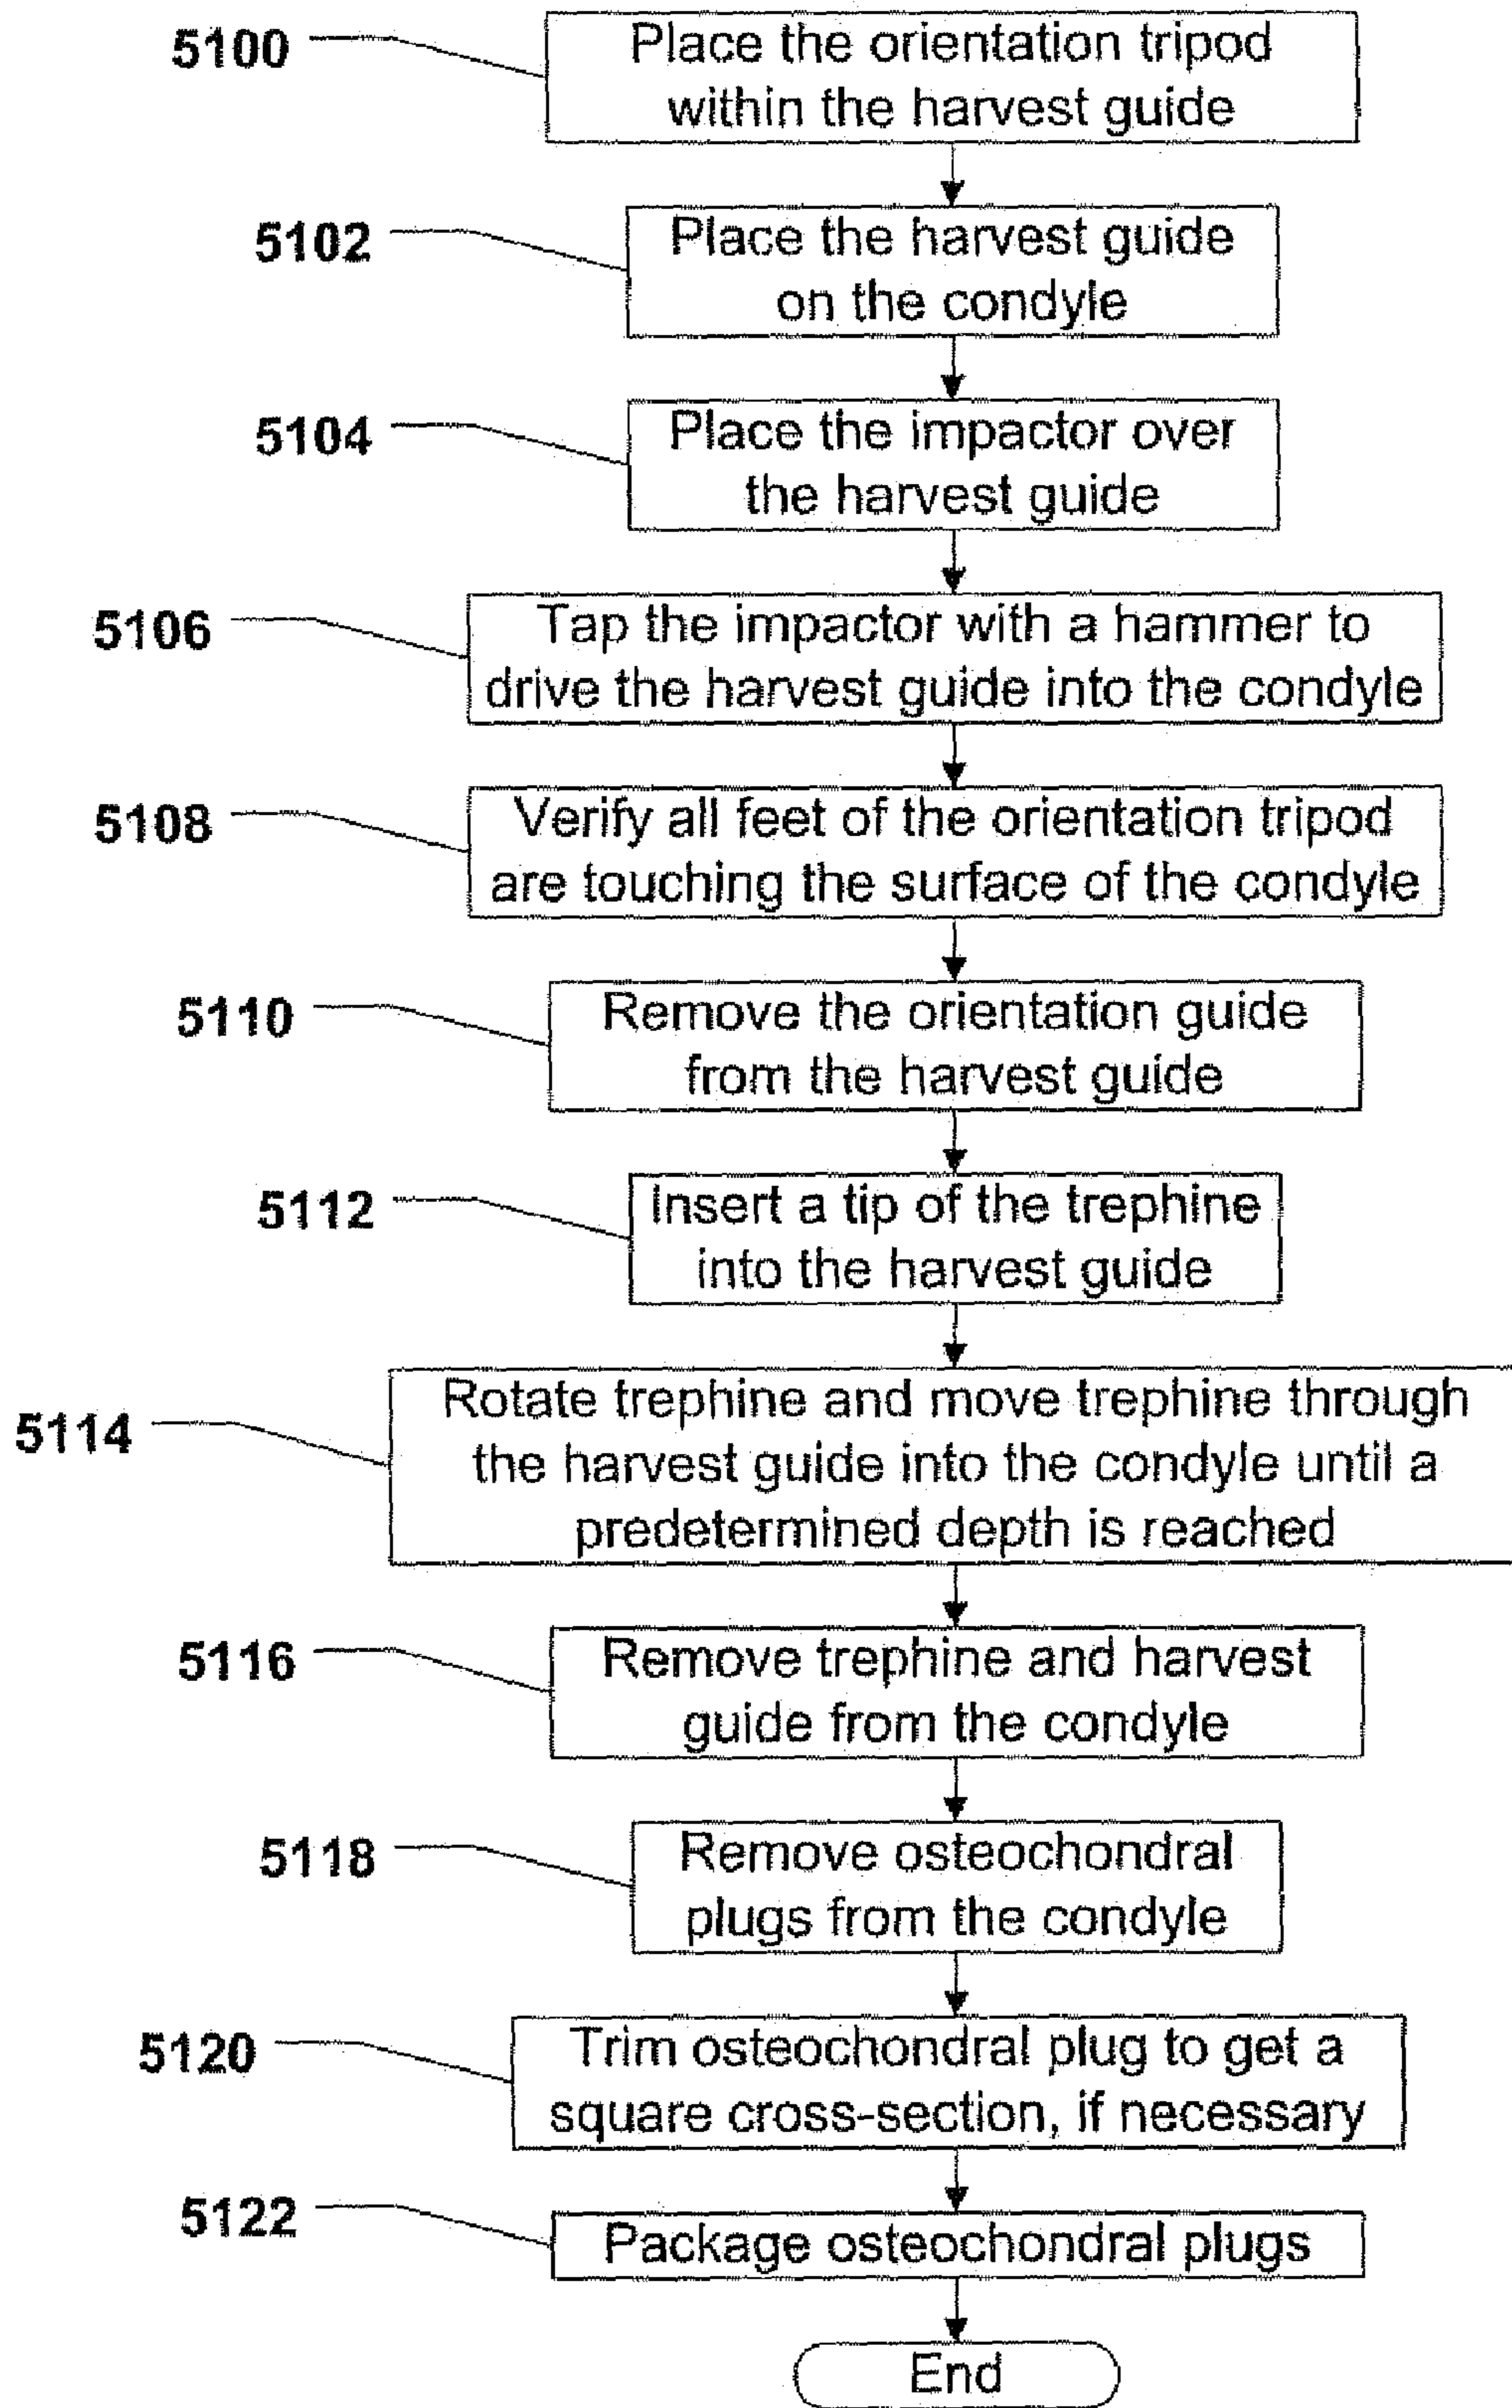 5100
Place the orientation tripod
within the harvest guide
5102
Place the harvest guide
on the condyle
5104
Place the impactor over
the harvest guide
5106
Tap the impactor with a hammer to
drive the harvest guide into the condyle
5108
Verify all feet of the orientation tripod
are touching the surface of the condyle
5110
Remove the orientation guide
from the harvest guide
5112
Insert a tip of the trephine
into the harvest guide
5114
Rotate trephine and move trephine through
the harvest guide into the condyle until a
predetermined depth is reached
5116
Remove trephine and harvest
guide from the condyle
5118
Remove osteochondral
plugs from the condyle
5120
Trim osteochondral plug to get a
square cross-section, if necessary
5122
Package osteochondral plugs
End